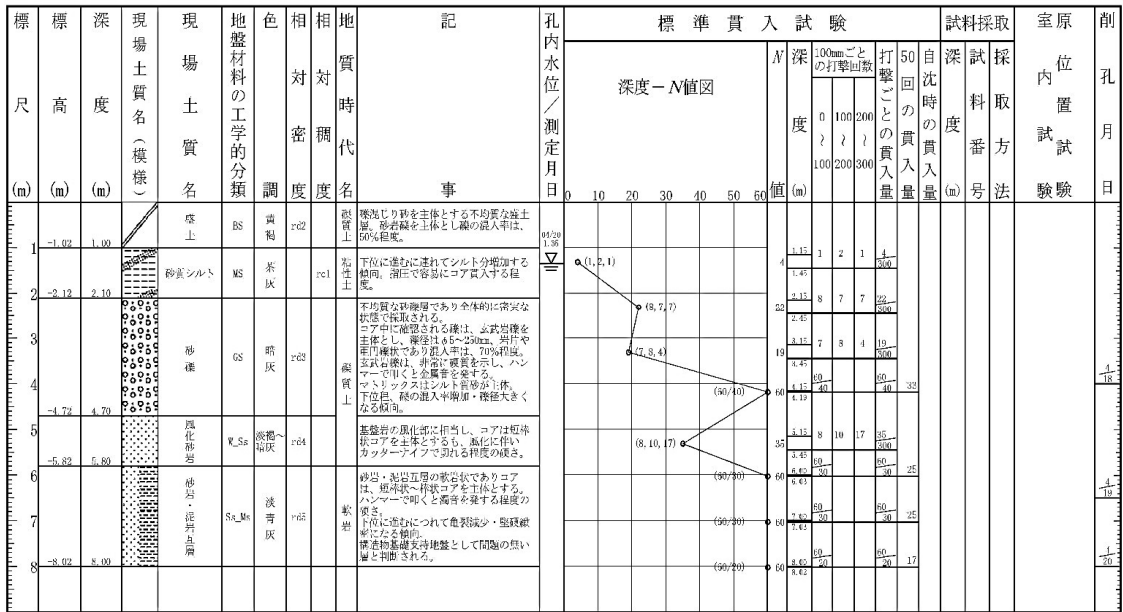 標尺(m)
標高(m)
深度(m)
現場土質名(模様)
現場土質名
地盤材料の工学的分類
色調
相対密度
相対稠度
地質時代名
記事
孔内水位/測定月日
標準貫入試験
深度-N値図
0 10 20 30 40 50 60
N値
深度(m)
100mmごとの打撃回数
0~100
100~200
200~300
打撃ごとの貫入量
50回の貫入量
自沈時の貫入量
試料採取
深度(m)
試料番号
採取方法
室内試験
原位置試験
削孔月日
-1.02 1.00
盛土
BS
黄褐
rd2
礫質土
礫混じり砂を主体とする不均質な盛土
層。砂岩礫を主体とし礫の混入率は、
50%程度。
04/20
1.36
1
-2.12 2.10
砂質シルト
MS
茶灰
rc1
粘性土
下位に進むに連れてシルト分増加する
傾向。
(1,2,1)
4
1.15 1 2 1 4/300
1.45
2
3
4
-4.72 4.70
砂礫
GS
暗灰
rd3
礫質土
不均質な砂礫層であり全体的に密実な
状態で採取される。
コア中に確認される礫は、玄武岩礫を
主体とし、礫径はφ5~250mm、岩片や
亜円礫状であり混入率は、70%程度。
玄武岩礫は、非常に硬質を示し、ハン
マーで叩くと金属音を発する。
マトリックスはシルト質砂が主体。
下位程、礫の混入率増加・礫径大きく
なる傾向。
(8,7,7)
22
2.15 8 7 7 22/300
2.45
(7,8,4)
19
3.15 7 8 4 19/300
3.45
(60/40)
60
4.15 60/40 60/40 33
4.19
4/18
5
-5.82 5.80
風化砂岩
W_Ss
淡褐~暗灰
rd4
基盤岩の風化部に相当し、コアは短棒
状コアを主体とするも、風化に伴い
カッターナイフで削れる程度の硬さ。
(8,10,17)
35
5.15 8 10 17 35/300
5.45
6
7
8
-8.02 8.00
砂岩・泥岩互層
Ss_Ms
淡青灰
rd5
軟岩
砂岩・泥岩互層の軟岩状でありコア
は、短棒状~棒状コアを主体とする。
ハンマーで叩くと濁音を発する程度の
硬さ。
下位に進むにつれて亀裂減少・堅硬緻
密になる傾向。
構造物基礎支持地盤として問題の無い
層と判断される。
(60/30)
60
6.00 60/30 60/30 25
6.03
4/19
(60/30)
60
7.00 60/30 60/30 25
7.03
(60/20)
60
8.00 60/20 60/20 17
8.02
4/20